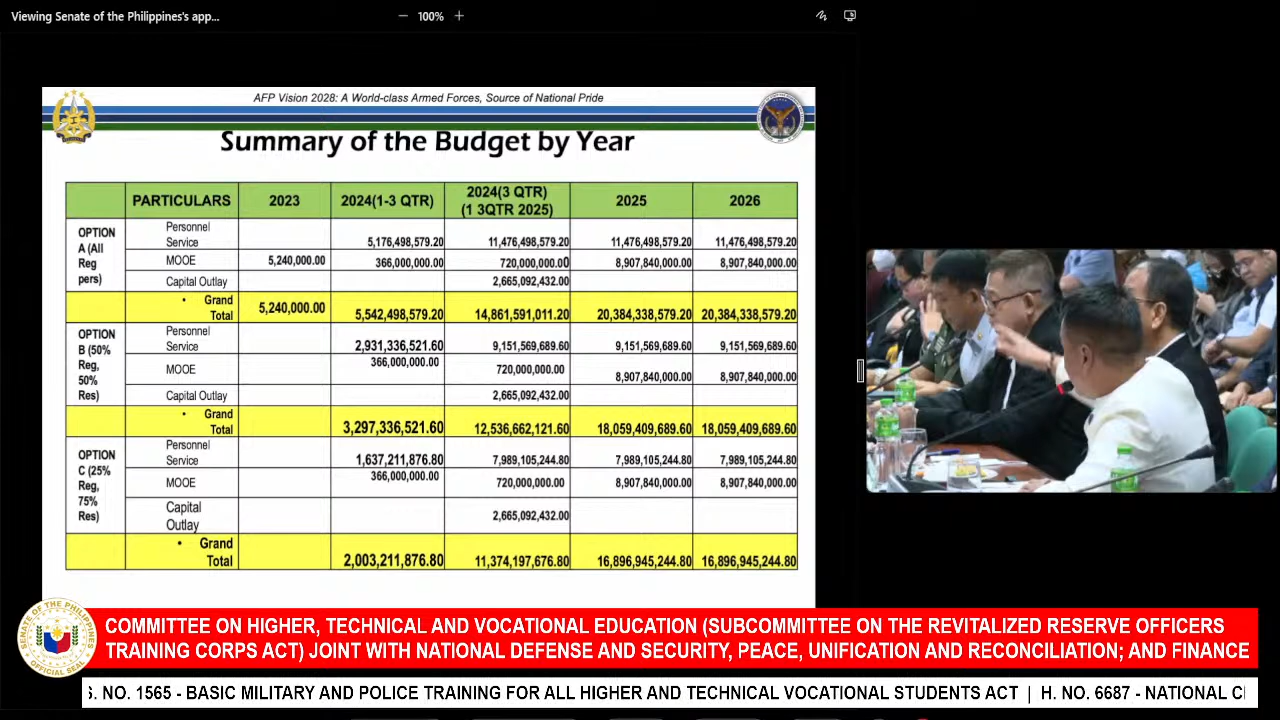 Viewing Senate of the Philippines's app...
100%
AFP Vision 2028: A World-class Armed Forces, Source of National Pride
Summary of the Budget by Year
PARTICULARS 2023 2024(1-3 QTR) 2024(3 QTR) (1 3QTR 2025) 2025 2026
OPTION A (All Reg pers)
Personnel Service 5,176,498,579.20 11,476,498,579.20 11,476,498,579.20 11,476,498,579.20
MOOE 5,240,000.00 366,000,000.00 720,000,000.00 8,907,840,000.00 8,907,840,000.00
Capital Outlay 2,665,092,432.00
• Grand Total 5,240,000.00 5,542,498,579.20 14,861,591,011.20 20,384,338,579.20 20,384,338,579.20
OPTION B (50% Reg, 50% Res)
Personnel Service 2,931,336,521.60 9,151,569,689.60 9,151,569,689.60 9,151,569,689.60
MOOE 366,000,000.00 720,000,000.00 8,907,840,000.00 8,907,840,000.00
Capital Outlay 2,665,092,432.00
• Grand Total 3,297,336,521.60 12,536,662,121.60 18,059,409,689.60 18,059,409,689.60
OPTION C (25% Reg, 75% Res)
Personnel Service 1,637,211,876.80 7,989,105,244.80 7,989,105,244.80 7,989,105,244.80
MOOE 366,000,000.00 720,000,000.00 8,907,840,000.00 8,907,840,000.00
Capital Outlay 2,665,092,432.00
• Grand Total 2,003,211,876.80 11,374,197,676.80 16,896,945,244.80 16,896,945,244.80
SENATE OF THE PHILIPPINES
OFFICIAL SEAL
COMMITTEE ON HIGHER, TECHNICAL AND VOCATIONAL EDUCATION (SUBCOMMITTEE ON THE REVITALIZED RESERVE OFFICERS
TRAINING CORPS ACT) JOINT WITH NATIONAL DEFENSE AND SECURITY, PEACE, UNIFICATION AND RECONCILIATION; AND FINANCE
. NO. 1565 - BASIC MILITARY AND POLICE TRAINING FOR ALL HIGHER AND TECHNICAL VOCATIONAL STUDENTS ACT | H. NO. 6687 - NATIONAL